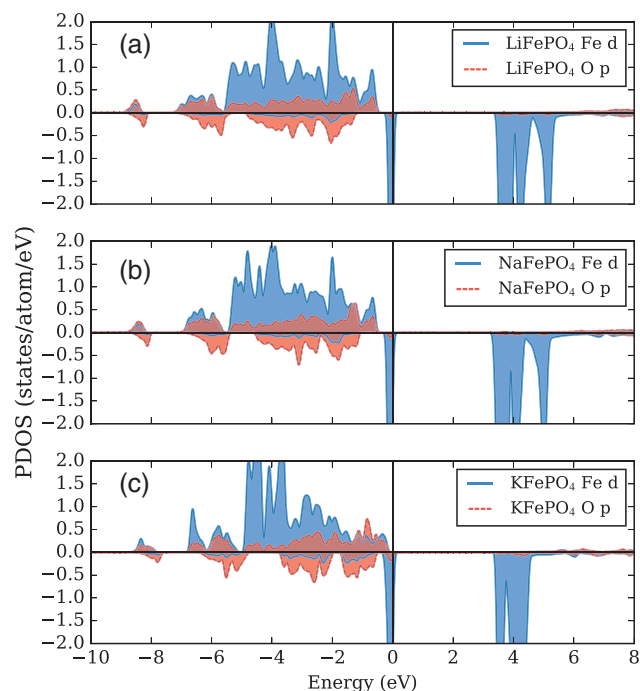 PDOS (states/atom/eV)
(a)
LiFePO₄ Fe d
LiFePO₄ O p
2.0
1.5
1.0
0.5
0.0
−0.5
−1.0
−1.5
−2.0
(b)
NaFePO₄ Fe d
NaFePO₄ O p
2.0
1.5
1.0
0.5
0.0
−0.5
−1.0
−1.5
−2.0
(c)
KFePO₄ Fe d
KFePO₄ O p
2.0
1.5
1.0
0.5
0.0
−0.5
−1.0
−1.5
−2.0
−10 −8 −6 −4 −2 0 2 4 6 8
Energy (eV)